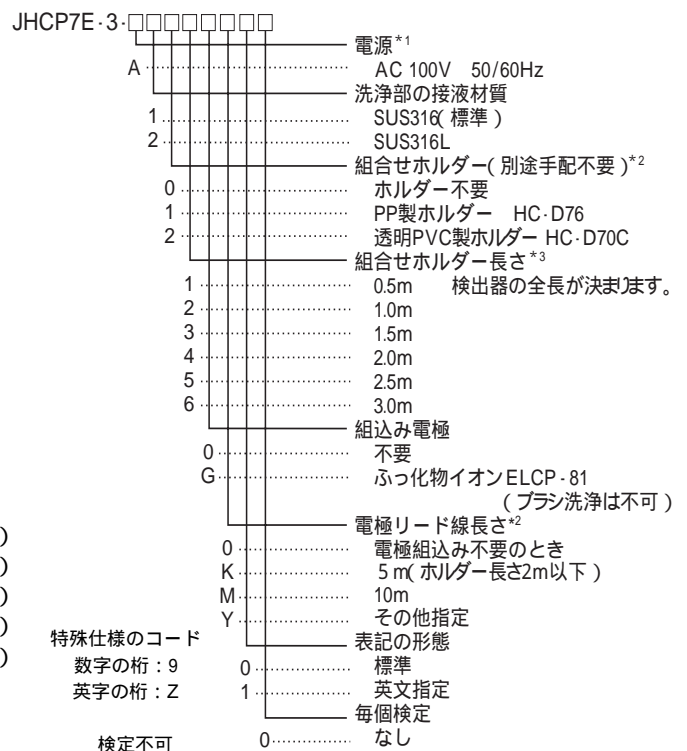 JHCP7E-3-□□□□□□□□
電源*1
A AC 100V 50/60Hz
洗浄部の接液材質
1 SUS316(標準)
2 SUS316L
組合せホルダー(別途手配不要)*2
0 ホルダー不要
1 PP製ホルダー HC-D76
2 透明PVC製ホルダー HC-D70C
組合せホルダー長さ*3
1 0.5m 検出器の全長が決まります。
2 1.0m
3 1.5m
4 2.0m
5 2.5m
6 3.0m
組込み電極
0 不要
G ふっ化物イオンELCP-81
(ブラシ洗浄は不可)
電極リード線長さ*2
0 電極組込み不要のとき
K 5m(ホルダー長さ2m以下)
M 10m
Y その他指定
表記の形態
0 標準
1 英文指定
毎個検定
0 なし
)
)
)
)
)
特殊仕様のコード
数字の桁:9
英字の桁:Z
検定不可